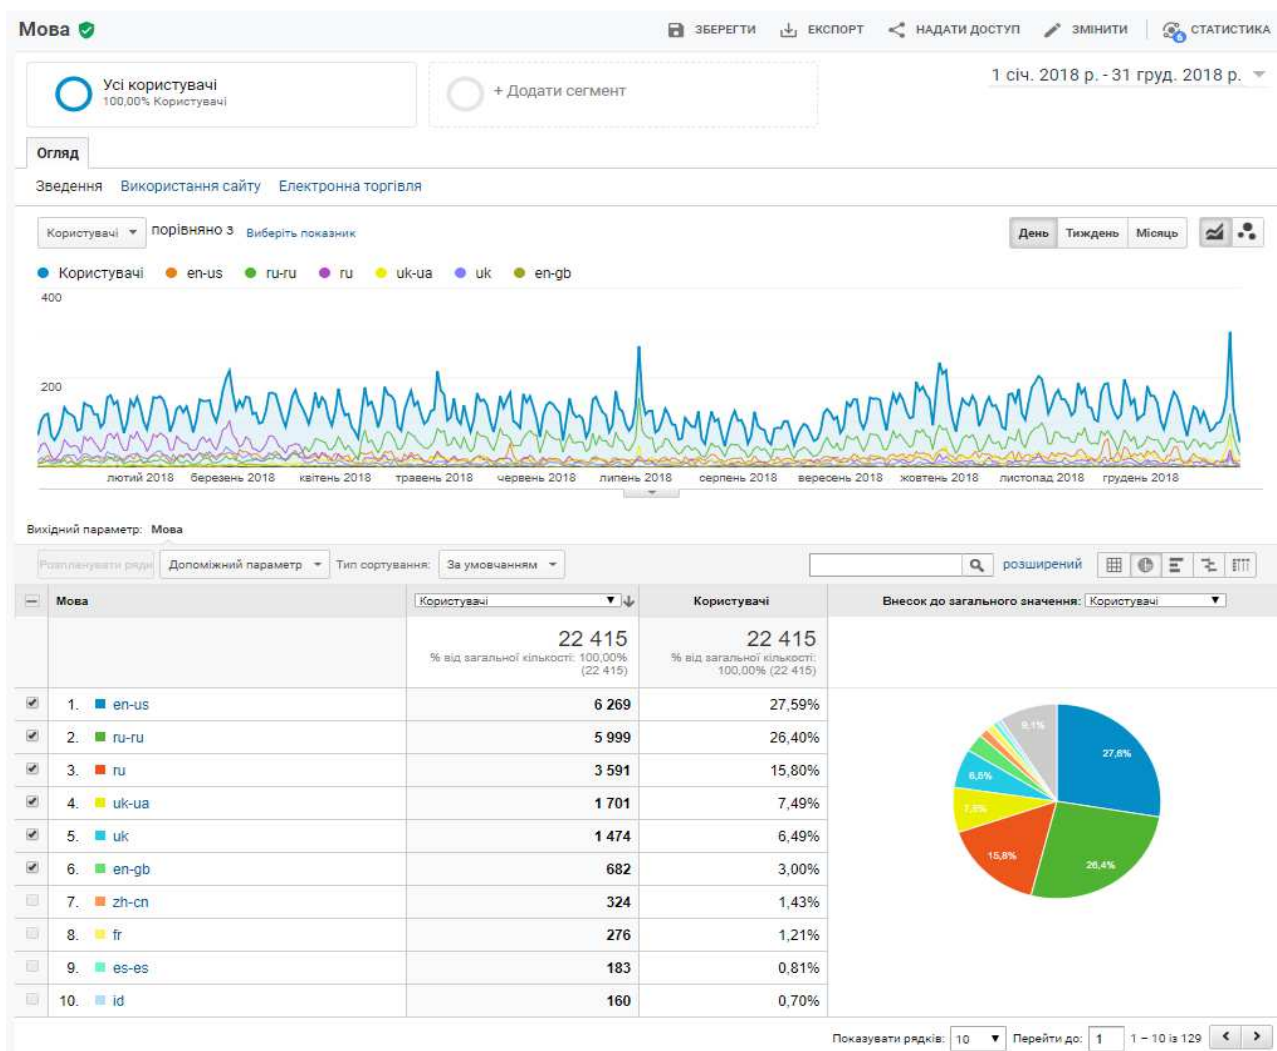 Мова
ЗБЕРЕГТИ ЕКСПОРТ НАДАТИ ДОСТУП ЗМІНИТИ 6 СТАТИСТИКА
Усі користувачі
100,00% Користувачі
+ Додати сегмент
1 січ. 2018 р. - 31 груд. 2018 р.
Огляд
Зведення Використання сайту Електронна торгівля
Користувачі порівняно з Виберіть показник
День Тиждень Місяць
Користувачі en-us ru-ru ru uk-ua uk en-gb
400
200
лютий 2018 березень 2018 квітень 2018 травень 2018 червень 2018 липень 2018 серпень 2018 вересень 2018 жовтень 2018 листопад 2018 грудень 2018
Вихідний параметр: Мова
Розпланувати ряди Допоміжний параметр Тип сортування: За умовчанням розширений
Мова Користувачі Користувачі Внесок до загального значення: Користувачі
22 415 22 415
% від загальної кількості: 100,00% (22 415)
% від загальної кількості: 100,00% (22 415)
1. en-us 6 269 27,59%
2. ru-ru 5 999 26,40%
3. ru 3 591 15,80%
4. uk-ua 1 701 7,49%
5. uk 1 474 6,49%
6. en-gb 682 3,00%
7. zh-cn 324 1,43%
8. fr 276 1,21%
9. es-es 183 0,81%
10. id 160 0,70%
9,1%
27,6%
6,5%
15,8%
26,4%
Показувати рядків: 10 Перейти до: 1 1 – 10 із 129